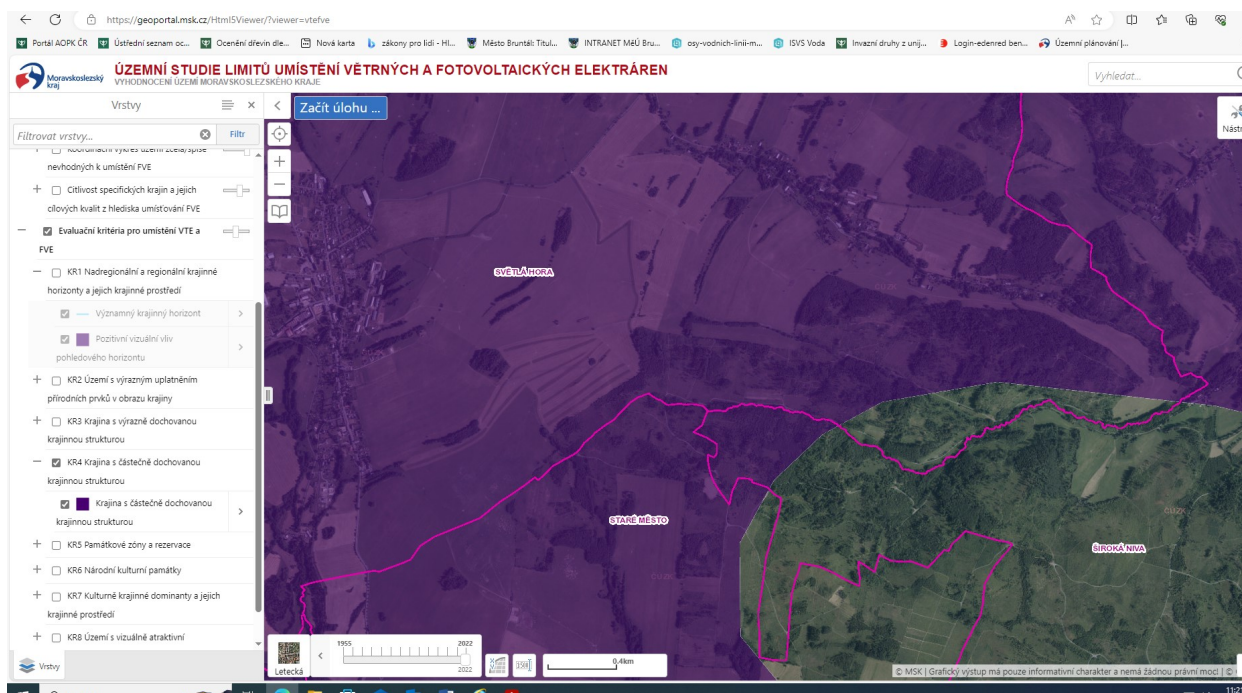 https://geoportal.msk.cz/Html5Viewer/?viewer=vtefve
Portál AOPK ČR Ústřední seznam oc... Ocenění dřevin dle... Nová karta zákony pro lidi - Hl... Město Bruntál: Titul... INTRANET MěÚ Bru... osy-vodnich-linii-m... ISVS Voda Invazní druhy z unij... Login-edenred ben... Územní plánování |...
Moravskoslezský kraj
ÚZEMNÍ STUDIE LIMITŮ UMÍSTĚNÍ VĚTRNÝCH A FOTOVOLTAICKÝCH ELEKTRÁREN
VYHODNOCENÍ ÚZEMÍ MORAVSKOSLEZSKÉHO KRAJE
Vyhledat...
Vrstvy
Začít úlohu ...
Nástr
Filtrovat vrstvy...
Filtr
Koordinační výkres území zcela/spíše
nevhodných k umístění FVE
Citlivost specifických krajin a jejich
cílových kvalit z hlediska umísťování FVE
Evaluační kritéria pro umístění VTE a
FVE
KR1 Nadregionální a regionální krajinné
horizonty a jejich krajinné prostředí
Významný krajinný horizont
Pozitivní vizuální vliv
pohledového horizontu
KR2 Území s výrazným uplatněním
přírodních prvků v obrazu krajiny
KR3 Krajina s výrazně dochovanou
krajinnou strukturou
KR4 Krajina s částečně dochovanou
krajinnou strukturou
Krajina s částečně dochovanou
krajinnou strukturou
KR5 Památkové zóny a rezervace
KR6 Národní kulturní památky
KR7 Kulturně krajinné dominanty a jejich
krajinné prostředí
KR8 Území s vizuálně atraktivní
Vrstvy
SVĚTLÁ HORA
STARÉ MĚSTO
ŠIROKÁ NIVA
ČÚZK
Letecká
1955
2022
2022
0,4km
© MSK | Grafický výstup má pouze informativní charakter a nemá žádnou právní moc! | ©